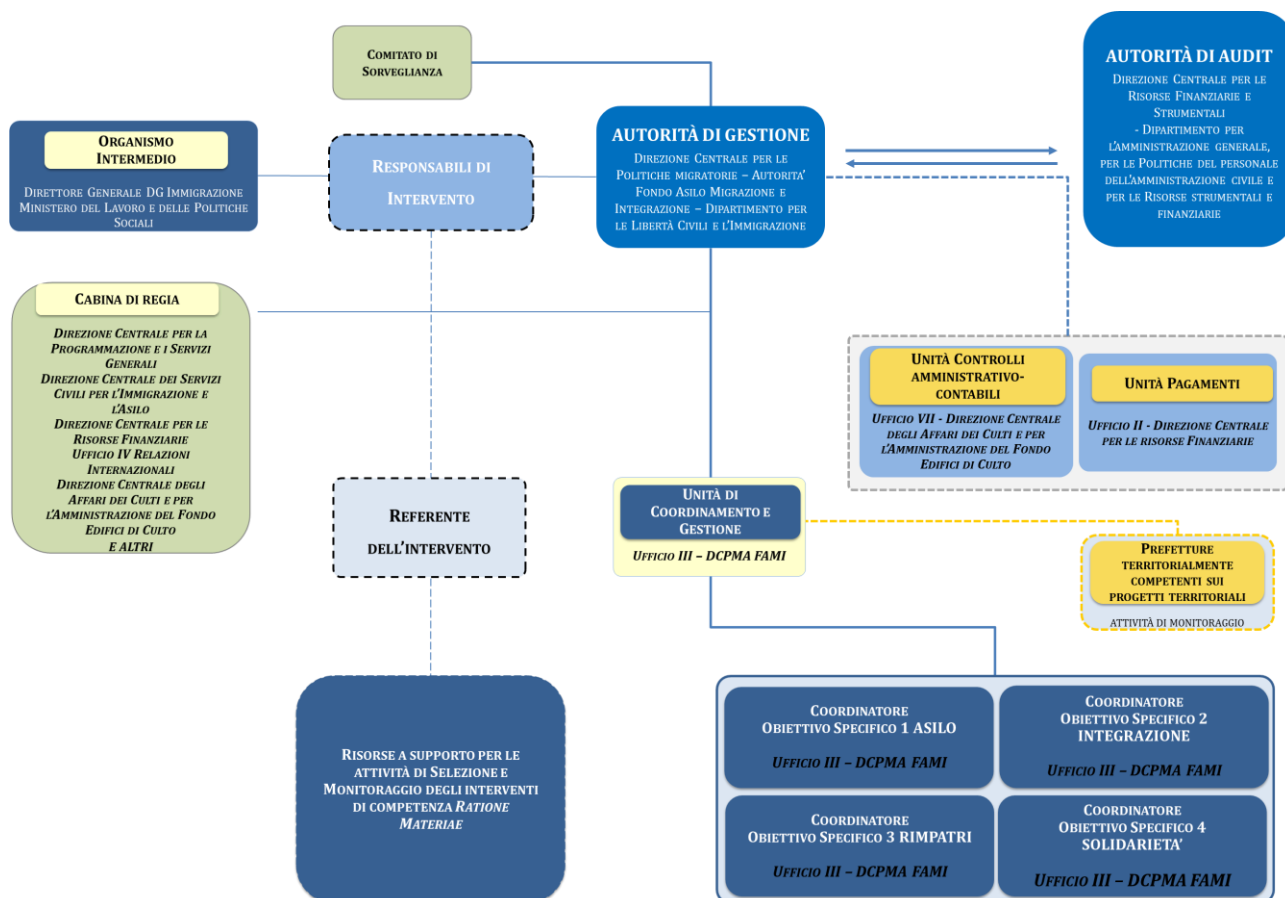 COMITATO DI
SORVEGLIANZA
AUTORITÀ DI AUDIT
DIREZIONE CENTRALE PER LE
RISORSE FINANZIARIE E
STRUMENTALI
- DIPARTIMENTO PER
L'AMMINISTRAZIONE GENERALE,
PER LE POLITICHE DEL PERSONALE
DELL'AMMINISTRAZIONE CIVILE E
PER LE RISORSE STRUMENTALI E
FINANZIARIE
ORGANISMO
INTERMEDIO
DIRETTORE GENERALE DG IMMIGRAZIONE
MINISTERO DEL LAVORO E DELLE POLITICHE
SOCIALI
RESPONSABILI DI
INTERVENTO
AUTORITÀ DI GESTIONE
DIREZIONE CENTRALE PER LE
POLITICHE MIGRATORIE – AUTORITA'
FONDO ASILO MIGRAZIONE E
INTEGRAZIONE – DIPARTIMENTO PER
LE LIBERTÀ CIVILI E L'IMMIGRAZIONE
CABINA DI REGIA
DIREZIONE CENTRALE PER LA
PROGRAMMAZIONE E I SERVIZI
GENERALI
DIREZIONE CENTRALE DEI SERVIZI
CIVILI PER L'IMMIGRAZIONE E
L'ASILO
DIREZIONE CENTRALE PER LE
RISORSE FINANZIARIE
UFFICIO IV RELAZIONI
INTERNAZIONALI
DIREZIONE CENTRALE DEGLI
AFFARI DEI CULTI E PER
L'AMMINISTRAZIONE DEL FONDO
EDIFICI DI CULTO
E ALTRI
UNITÀ CONTROLLI
AMMINISTRATIVO-
CONTABILI
UFFICIO VII - DIREZIONE CENTRALE
DEGLI AFFARI DEI CULTI E PER
L'AMMINISTRAZIONE DEL FONDO
EDIFICI DI CULTO
UNITÀ PAGAMENTI
UFFICIO II - DIREZIONE CENTRALE
PER LE RISORSE FINANZIARIE
REFERENTE
DELL'INTERVENTO
UNITÀ DI
COORDINAMENTO E
GESTIONE
UFFICIO III – DCPMA FAMI
PREFETTURE
TERRITORIALMENTE
COMPETENTI SUI
PROGETTI TERRITORIALI
ATTIVITÀ DI MONITORAGGIO
RISORSE A SUPPORTO PER LE
ATTIVITÀ DI SELEZIONE E
MONITORAGGIO DEGLI INTERVENTI
DI COMPETENZA RATIONE
MATERIAE
COORDINATORE
OBIETTIVO SPECIFICO 1 ASILO
UFFICIO III – DCPMA FAMI
COORDINATORE
OBIETTIVO SPECIFICO 2
INTEGRAZIONE
UFFICIO III – DCPMA FAMI
COORDINATORE
OBIETTIVO SPECIFICO 3 RIMPATRI
UFFICIO III – DCPMA FAMI
COORDINATORE
OBIETTIVO SPECIFICO 4
SOLIDARIETA'
UFFICIO III – DCPMA FAMI